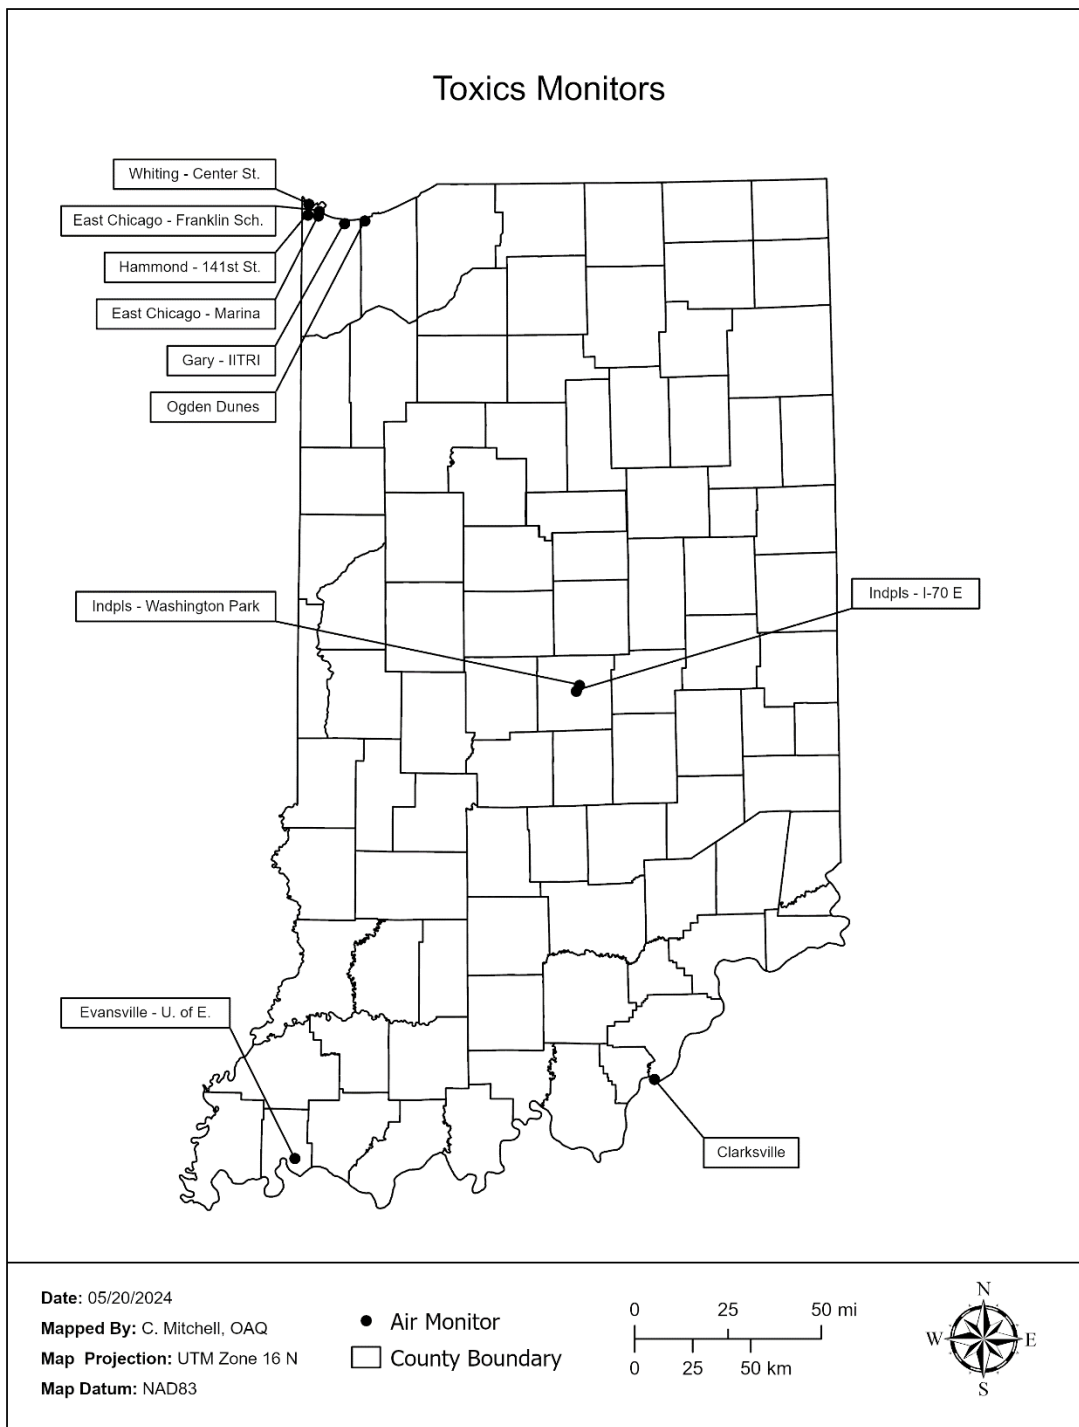 Toxics Monitors
Whiting - Center St.
East Chicago - Franklin Sch.
Hammond - 141st St.
East Chicago - Marina
Gary - IITRI
Ogden Dunes
Indpls - Washington Park
Indpls - I-70 E
Evansville - U. of E.
Clarksville
Date: 05/20/2024
Mapped By: C. Mitchell, OAQ
Map Projection: UTM Zone 16 N
Map Datum: NAD83
Air Monitor
County Boundary
0 25 50 mi
0 25 50 km
N
W E
S